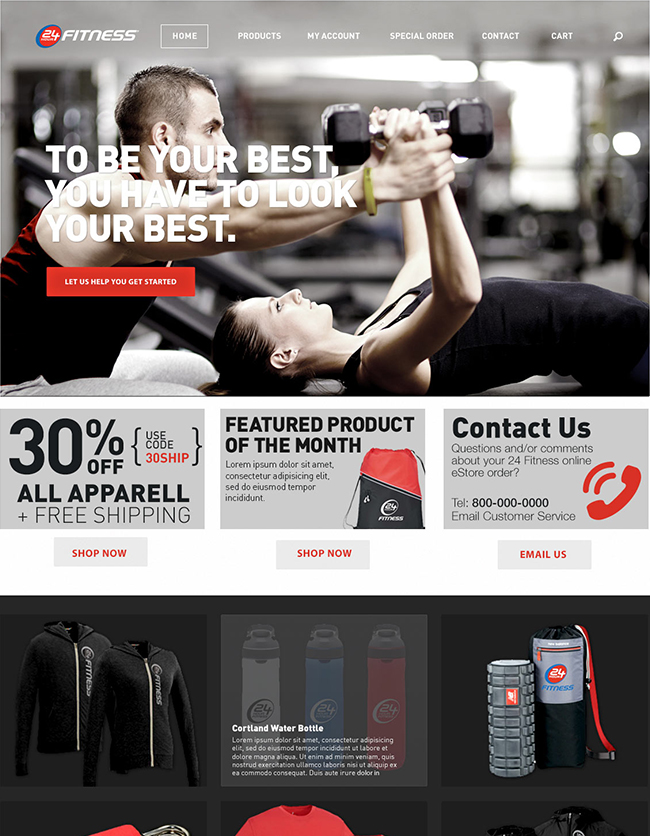 24 FITNESS
HOME PRODUCTS MY ACCOUNT SPECIAL ORDER CONTACT CART
TO BE YOUR BEST,
YOU HAVE TO LOOK
YOUR BEST.
LET US HELP YOU GET STARTED
30% OFF
{ USE
CODE
30SHIP }
ALL APPARELL
+ FREE SHIPPING
SHOP NOW
FEATURED PRODUCT
OF THE MONTH
Lorem ipsum dolor sit amet,
consectetur adipisicing elit,
sed do eiusmod tempor
incididunt.
24
FITNESS
SHOP NOW
Contact Us
Questions and/or comments
about your 24 Fitness online
eStore order?
Tel: 800-000-0000
Email Customer Service
EMAIL US
24 FITNESS
24 FITNESS
24
24
24
Cortland Water Bottle
Lorem ipsum dolor sit amet, consectetur adipisicing
elit, sed do eiusmod tempor incididunt ut labore et
dolore magna aliqua. Ut enim ad minim veniam, quis
nostrud exercitation ullamco laboris nisi ut aliquip ex
ea commodo consequat. Duis aute irure dolor in
24
FITNESS